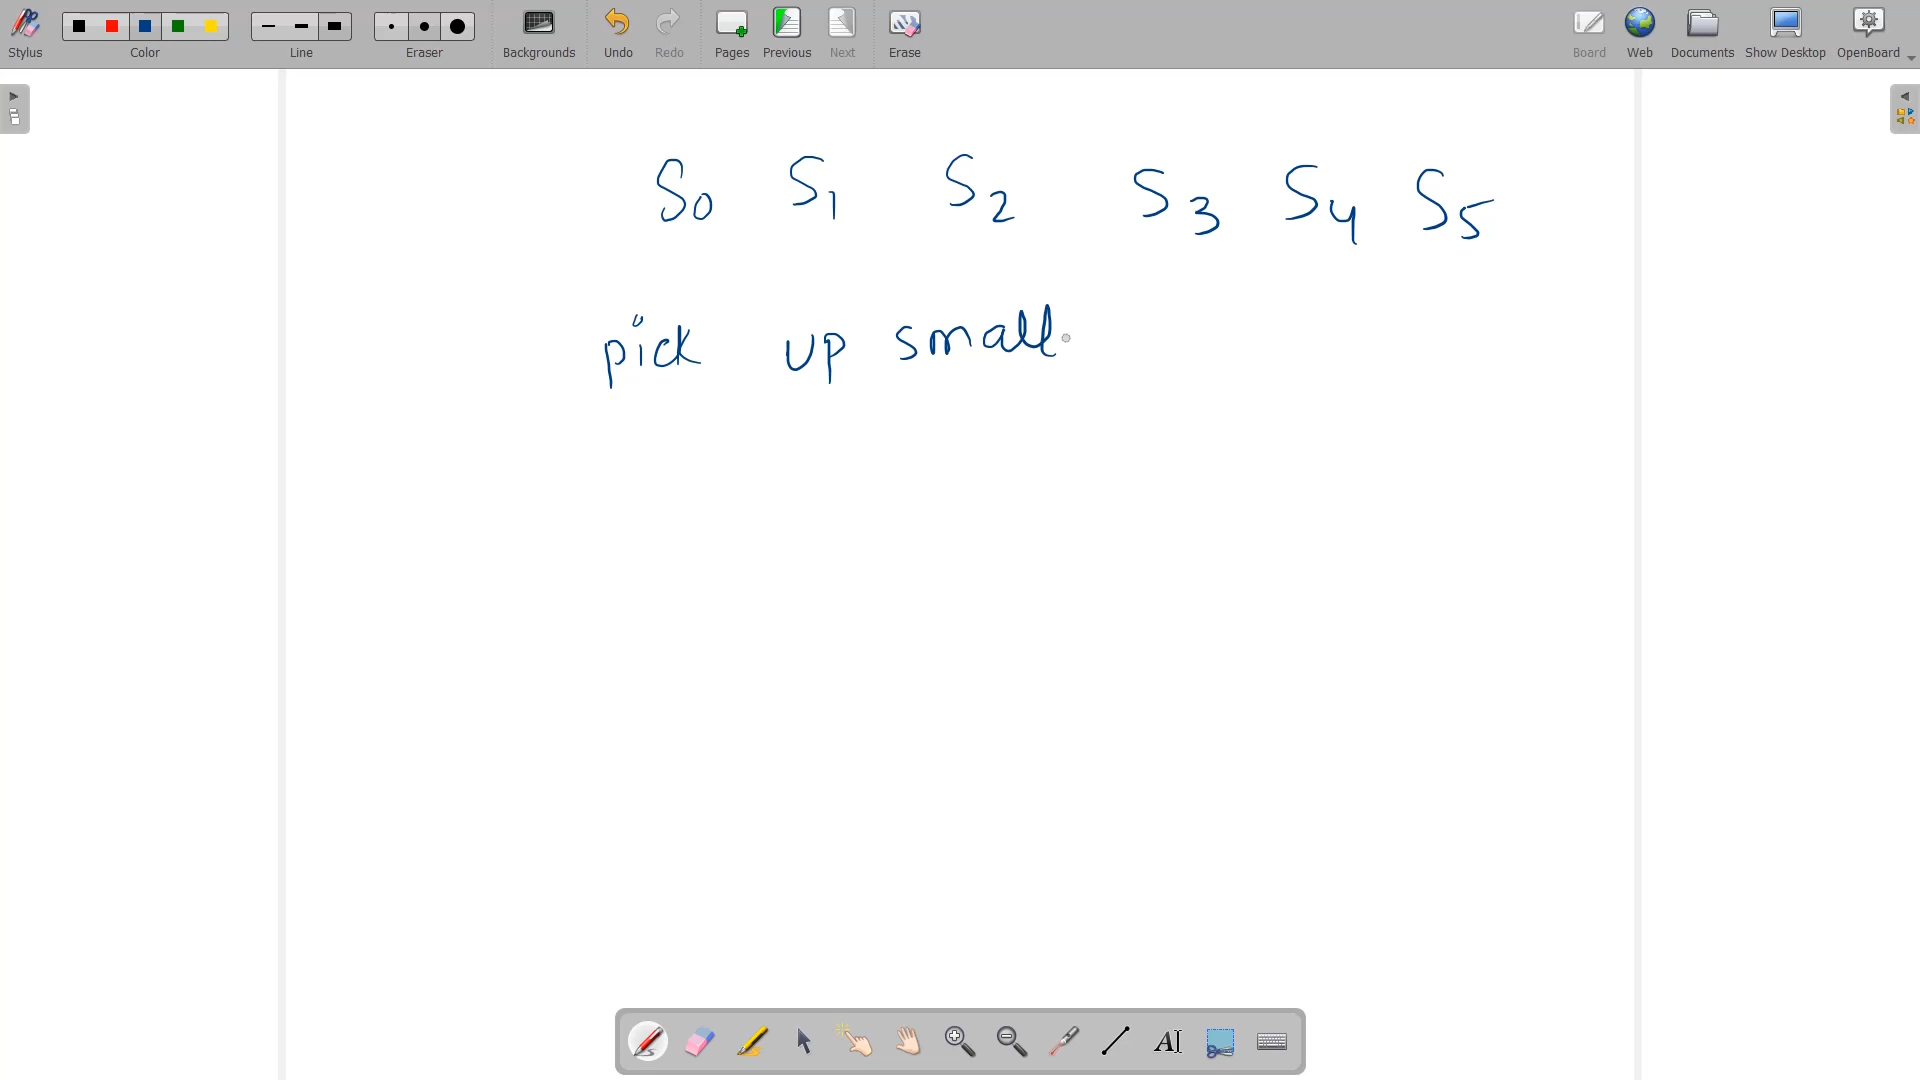 Stylus Color Line Eraser Backgrounds Undo Redo Pages Previous Next Erase Board Web Documents Show Desktop OpenBoard
S0 S1 S2 S3 S4 S5
pick up small